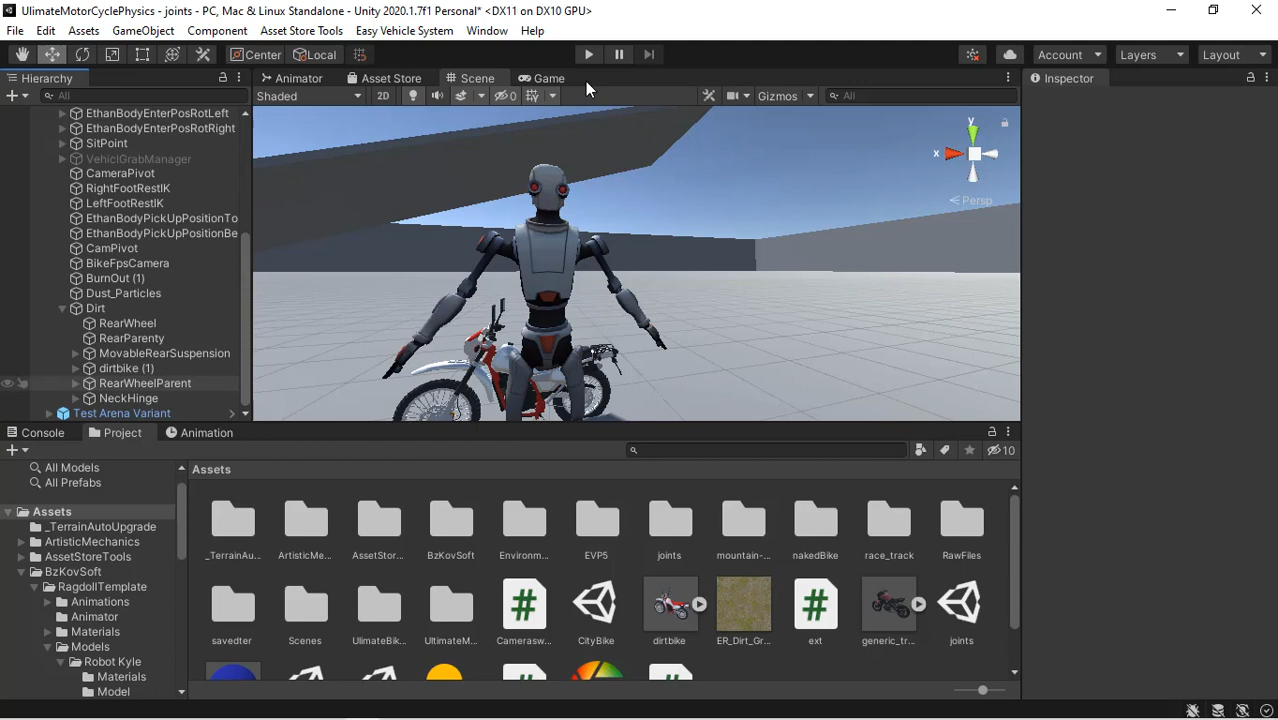 UlimateMotorCyclePhysics - joints - PC, Mac & Linux Standalone - Unity 2020.1.7f1 Personal* <DX11 on DX10 GPU>
File Edit Assets GameObject Component Asset Store Tools Easy Vehicle System Window Help
Center Local Account Layers Layout
Hierarchy Animator Asset Store Scene Game Inspector
All Shaded 2D 0 Gizmos All
EthanBodyEnterPosRotLeft
EthanBodyEnterPosRotRight
SitPoint
VehiclGrabManager
CameraPivot
RightFootRestIK
LeftFootRestIK
EthanBodyPickUpPositionTo
EthanBodyPickUpPositionBe
CamPivot
BikeFpsCamera
BurnOut (1)
Dust_Particles
Dirt
RearWheel
RearParenty
MovableRearSuspension
dirtbike (1)
RearWheelParent
NeckHinge
Test Arena Variant
y
x
Persp
Console Project Animation
10
All Models
All Prefabs
Assets
_TerrainAutoUpgrade
ArtisticMechanics
AssetStoreTools
BzKovSoft
RagdollTemplate
Animations
Animator
Materials
Models
Robot Kyle
Materials
Model
Assets
_TerrainAu... ArtisticMe... AssetStor... BzKovSoft Environm... EVP5 joints mountain-... nakedBike race_track RawFiles
savedter Scenes UlimateBik... UltimateM... Camerasw... CityBike dirtbike ER_Dirt_Gr... ext generic_tr... joints